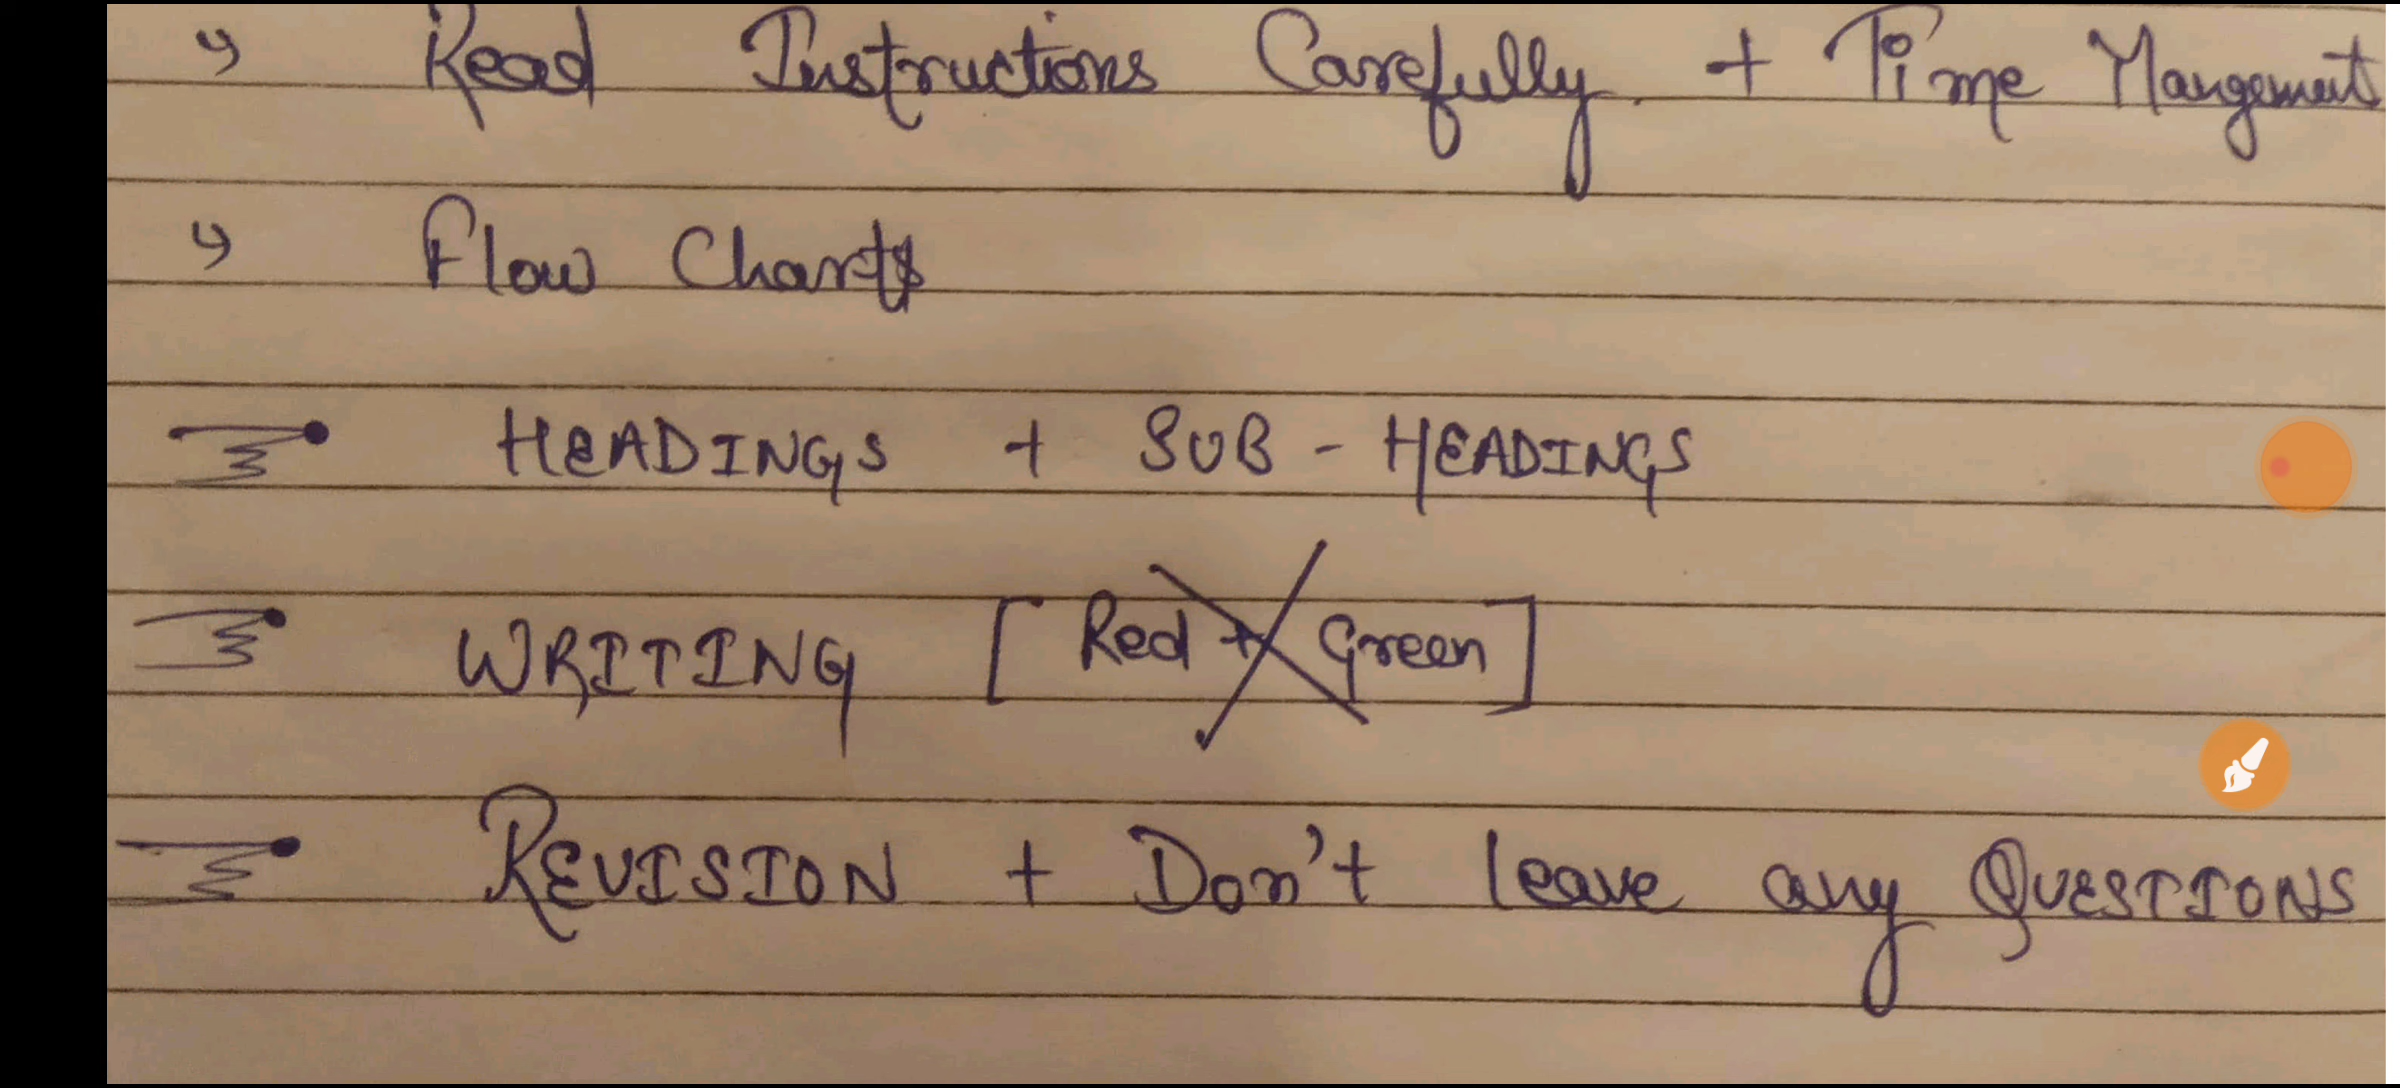 Read Instructions Carefully. + Time Mangement
Flow Charts
HEADINGS + SUB - HEADINGS
WRITING [Red + Green]
REVISION + Don't leave any QUESTIONS